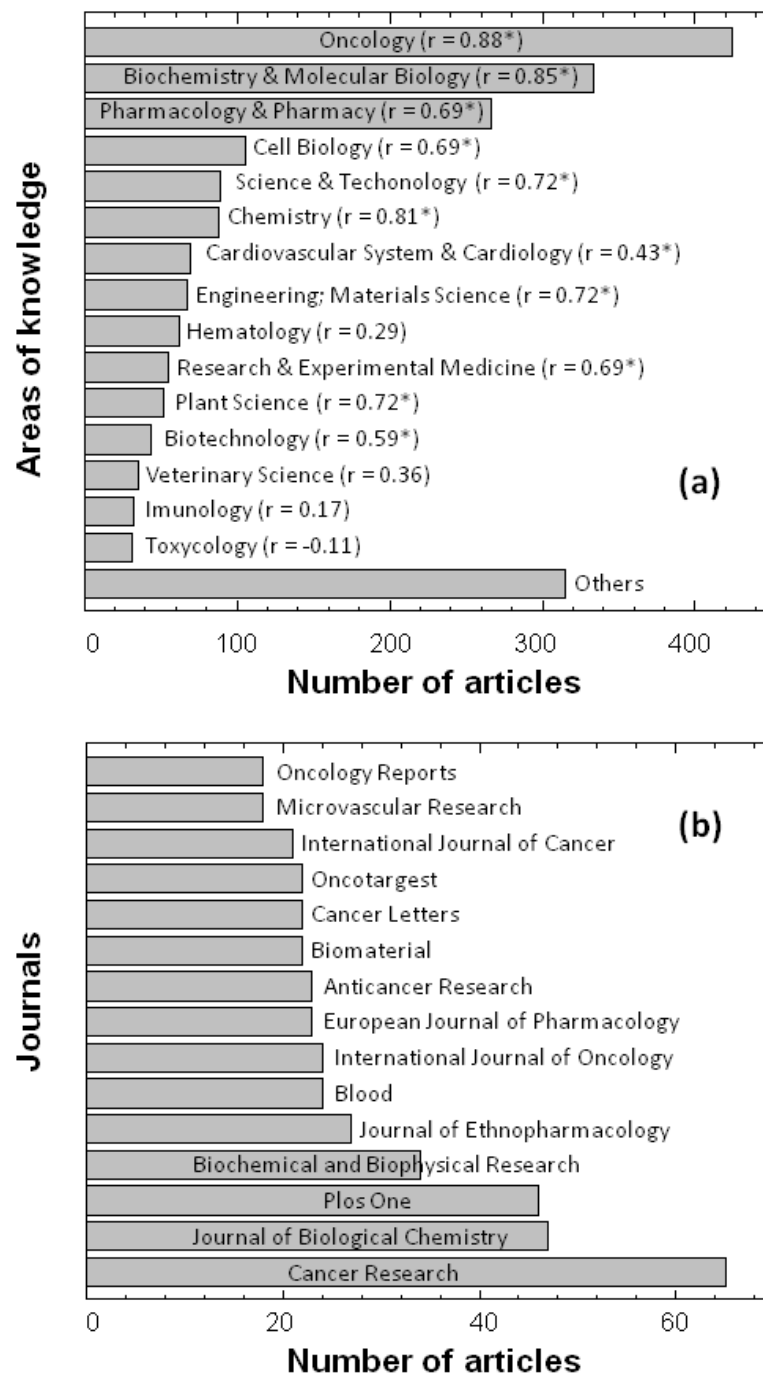 Areas of knowledge
Oncology (r = 0.88*)
Biochemistry & Molecular Biology (r = 0.85*)
Pharmacology & Pharmacy (r = 0.69*)
Cell Biology (r = 0.69*)
Science & Techonology (r = 0.72*)
Chemistry (r = 0.81*)
Cardiovascular System & Cardiology (r = 0.43*)
Engineering; Materials Science (r = 0.72*)
Hematology (r = 0.29)
Research & Experimental Medicine (r = 0.69*)
Plant Science (r = 0.72*)
Biotechnology (r = 0.59*)
Veterinary Science (r = 0.36)
(a)
Imunology (r = 0.17)
Toxycology (r = -0.11)
Others
0 100 200 300 400
Number of articles
Journals
Oncology Reports
Microvascular Research
(b)
International Journal of Cancer
Oncotargest
Cancer Letters
Biomaterial
Anticancer Research
European Journal of Pharmacology
International Journal of Oncology
Blood
Journal of Ethnopharmacology
Biochemical and Biophysical Research
Plos One
Journal of Biological Chemistry
Cancer Research
0 20 40 60
Number of articles